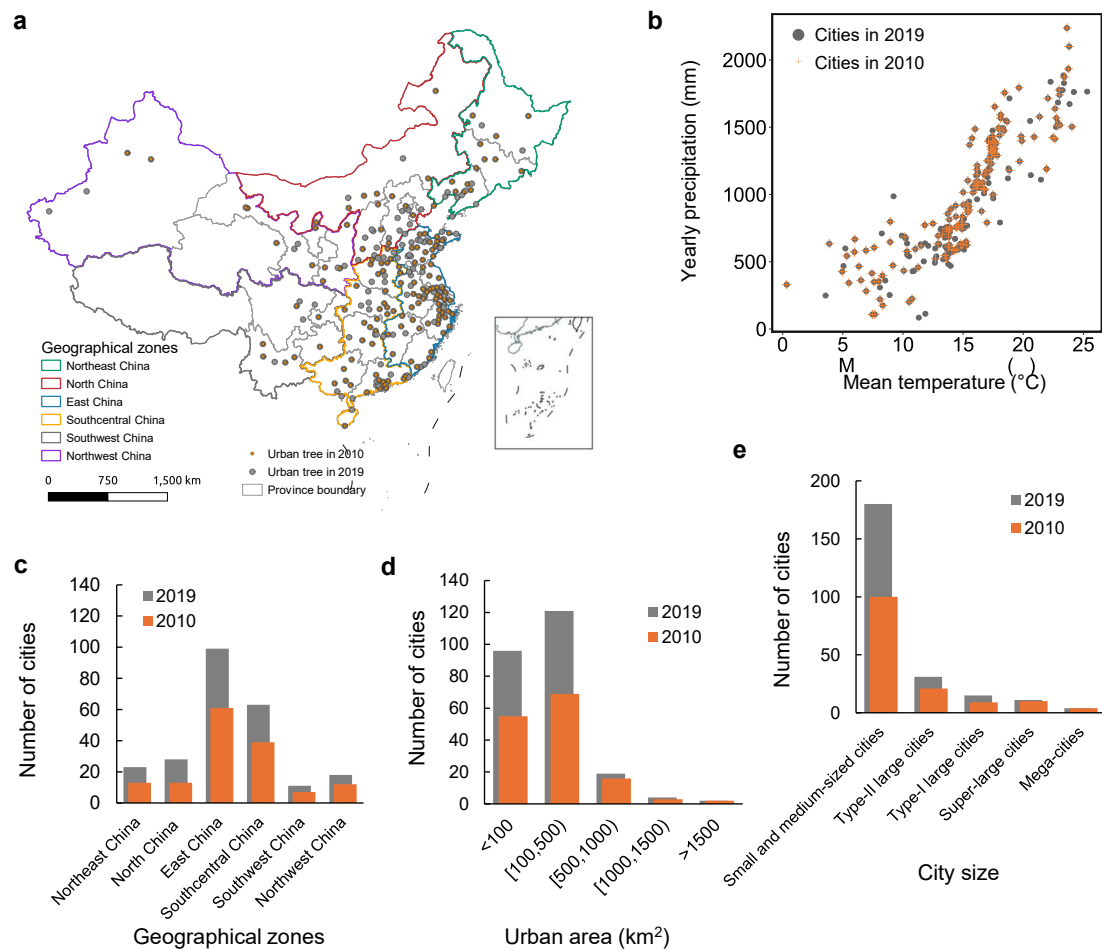 a
Geographical zones
Northeast China
North China
East China
Southcentral China
Southwest China
Northwest China
0 750 1,500 km
Urban tree in 2010
Urban tree in 2019
Province boundary
b
Yearly precipitation (mm)
2000
1500
1000
500
0
Cities in 2019
Cities in 2010
0 5 10 15 20 25
M ( )
Mean temperature (°C)
c
Number of cities
140
120
100
80
60
40
20
0
2019
2010
Northeast China
North China
East China
Southcentral China
Southwest China
Northwest China
Geographical zones
d
Number of cities
140
120
100
80
60
40
20
0
2019
2010
<100
[100,500)
[500,1000)
[1000,1500)
>1500
Urban area (km²)
e
Number of cities
200
150
100
50
0
2019
2010
Small and medium-sized cities
Type-II large cities
Type-I large cities
Super-large cities
Mega-cities
City size